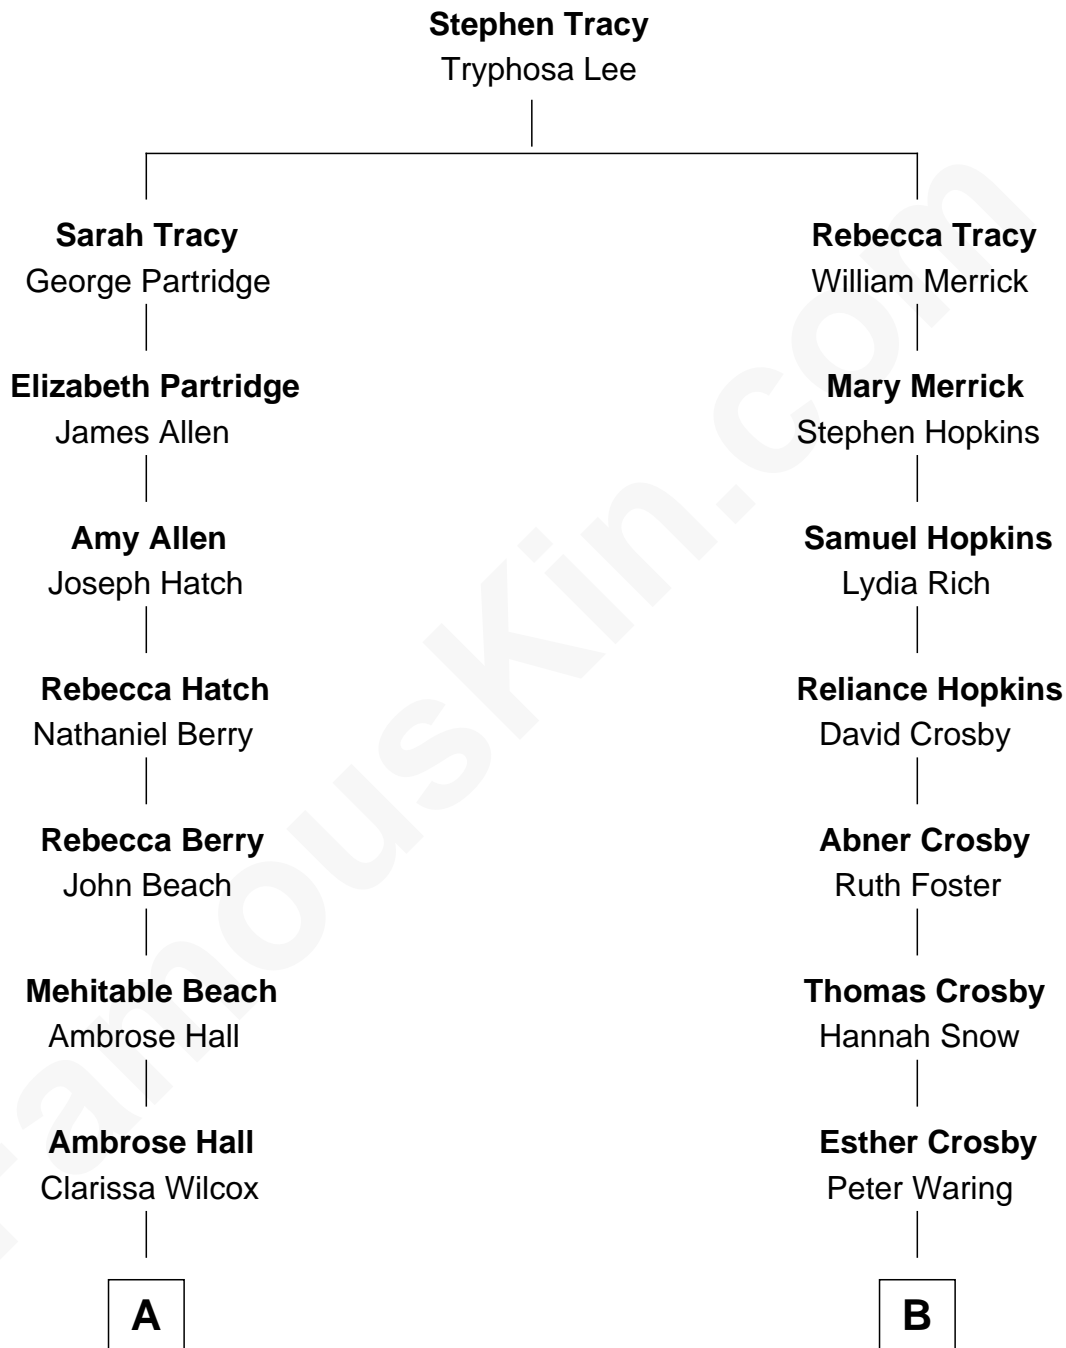 Stephen Tracy
Tryphosa Lee
Sarah Tracy
George Partridge
Rebecca Tracy
William Merrick
Elizabeth Partridge
James Allen
Mary Merrick
Stephen Hopkins
Amy Allen
Joseph Hatch
Samuel Hopkins
Lydia Rich
Rebecca Hatch
Nathaniel Berry
Reliance Hopkins
David Crosby
Rebecca Berry
John Beach
Abner Crosby
Ruth Foster
Mehitable Beach
Ambrose Hall
Thomas Crosby
Hannah Snow
Ambrose Hall
Clarissa Wilcox
Esther Crosby
Peter Waring
A
B
FamousKin.com